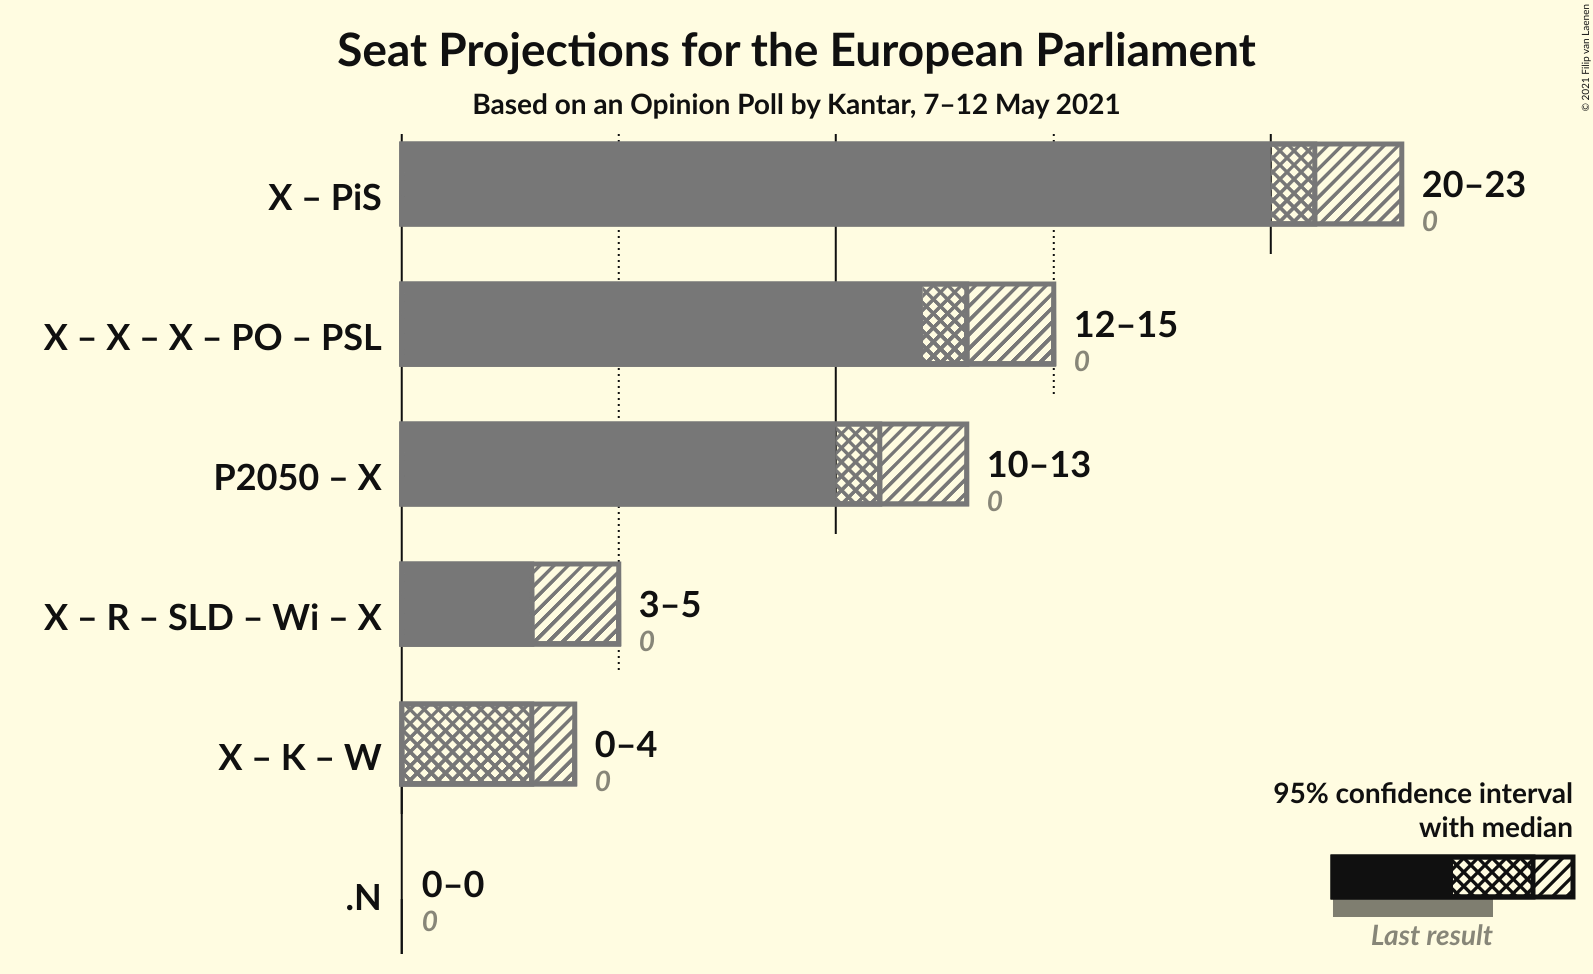 Seat Projections for the European Parliament
Based on an Opinion Poll by Kantar, 7–12 May 2021
© 2021 Filip van Laenen
X – PiS
20–23
0
X – X – X – PO – PSL
12–15
0
P2050 – X
10–13
0
X – R – SLD – Wi – X
3–5
0
X – K – W
0–4
0
.N
0–0
0
95% confidence interval
with median
Last result